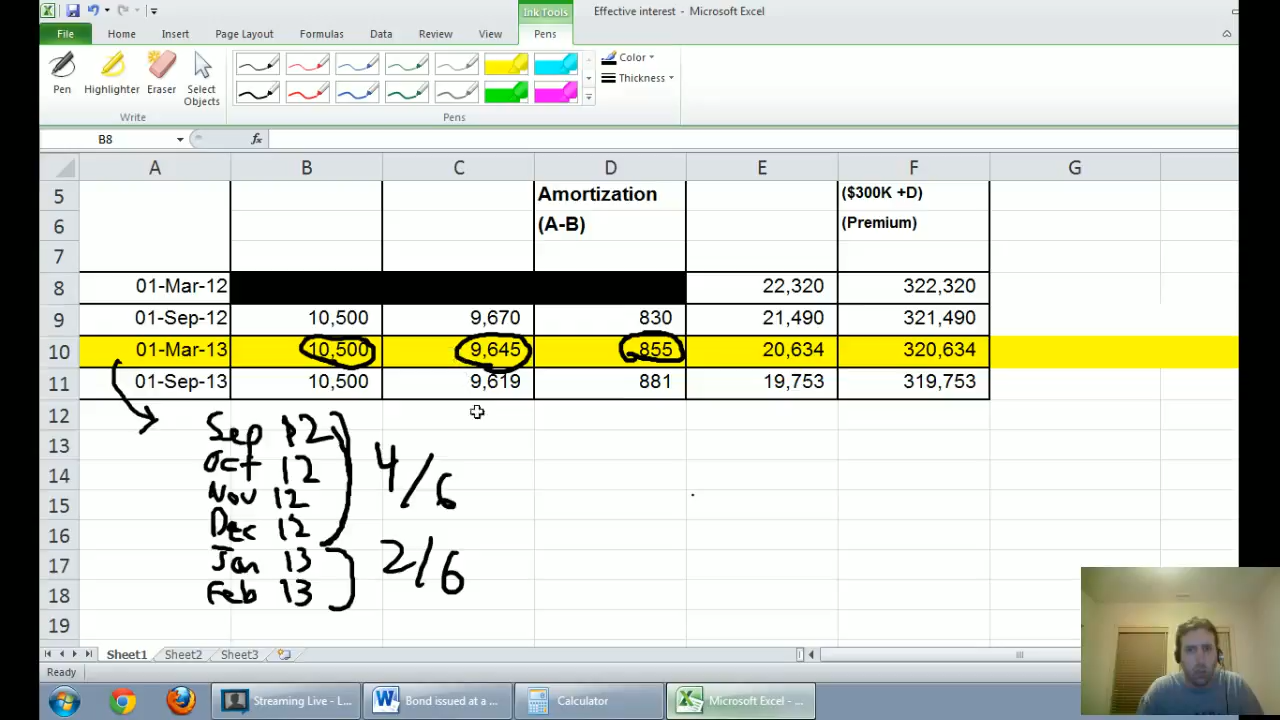 Ink Tools
Effective interest - Microsoft Excel
File Home Insert Page Layout Formulas Data Review View Pens
Pen Highlighter Eraser Select Objects
Color
Thickness
Write Pens
B8 fx
A B C D E F G
5 Amortization ($300K +D)
6 (A-B) (Premium)
7
8 01-Mar-12 22,320 322,320
9 01-Sep-12 10,500 9,670 830 21,490 321,490
10 01-Mar-13 10,500 9,645 855 20,634 320,634
11 01-Sep-13 10,500 9,619 881 19,753 319,753
12
13
14
15
16
17
18
19
Sep 12
Oct 12
Nov 12
Dec 12
4/6
Jan 13
Feb 13
2/6
Sheet1 Sheet2 Sheet3
Ready
Streaming Live - L... Bond issued at a ... Calculator Microsoft Excel - ...